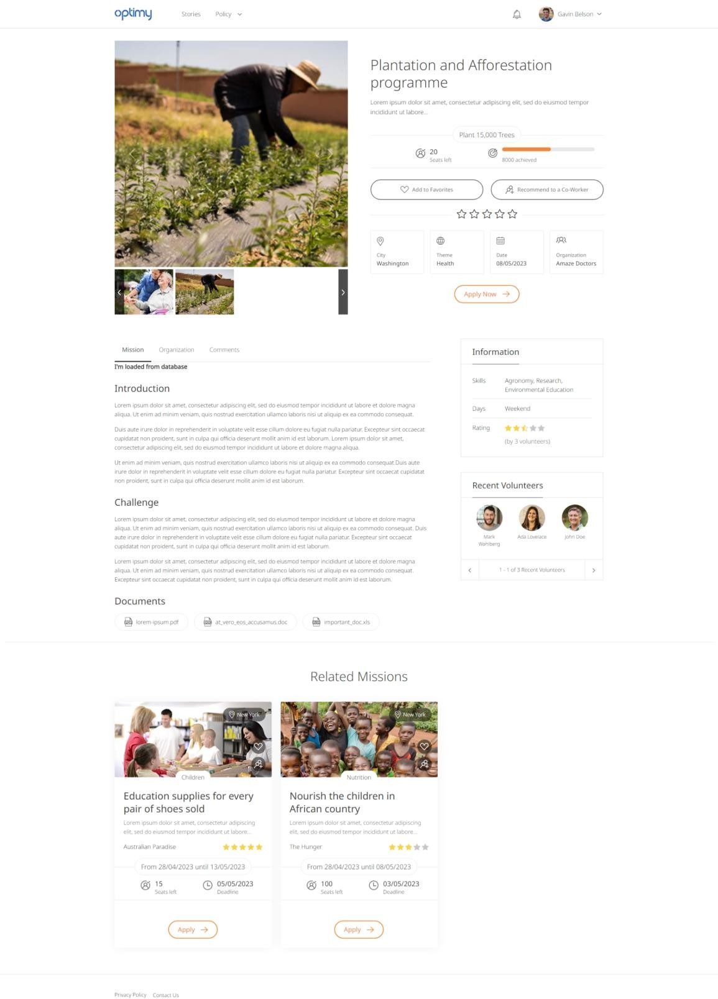 optimy
Stories
Policy
Gavin Belson
Plantation and Afforestation
programme
Lorem ipsum dolor sit amet, consectetur adipiscing elit, sed do eiusmod tempor
incididunt ut labore...
Plant 15,000 Trees
20
Seats left
8000 achieved
Add to Favorites
Recommend to a Co-Worker
City
Washington
Theme
Health
Date
08/05/2023
Organization
Amaze Doctors
Apply Now
Mission
Organization
Comments
I'm loaded from database
Introduction
Lorem ipsum dolor sit amet, consectetur adipiscing elit, sed do eiusmod tempor incididunt ut labore et dolore magna
aliqua. Ut enim ad minim veniam, quis nostrud exercitation ullamco laboris nisi ut aliquip ex ea commodo consequat.
Duis aute irure dolor in reprehenderit in voluptate velit esse cillum dolore eu fugiat nulla pariatur. Excepteur sint occaecat
cupidatat non proident, sunt in culpa qui officia deserunt mollit anim id est laborum. Lorem ipsum dolor sit amet,
consectetur adipiscing elit, sed do eiusmod tempor incididunt ut labore et dolore magna aliqua.
Ut enim ad minim veniam, quis nostrud exercitation ullamco laboris nisi ut aliquip ex ea commodo consequat.Duis aute
irure dolor in reprehenderit in voluptate velit esse cillum dolore eu fugiat nulla pariatur. Excepteur sint occaecat cupidatat
non proident, sunt in culpa qui officia deserunt mollit anim id est laborum.
Challenge
Lorem ipsum dolor sit amet, consectetur adipiscing elit, sed do eiusmod tempor incididunt ut labore et dolore magna
aliqua. Ut enim ad minim veniam, quis nostrud exercitation ullamco laboris nisi ut aliquip ex ea commodo consequat. Duis
aute irure dolor in reprehenderit in voluptate velit esse cillum dolore eu fugiat nulla pariatur. Excepteur sint occaecat
cupidatat non proident, sunt in culpa qui officia deserunt mollit anim id est laborum.
Lorem ipsum dolor sit amet, consectetur adipiscing elit, sed do eiusmod tempor incididunt ut labore et dolore magna
aliqua. Ut enim ad minim veniam, quis nostrud exercitation ullamco laboris nisi ut aliquip ex ea commodo consequat.
Excepteur sint occaecat cupidatat non proident, sunt in culpa qui officia deserunt mollit anim id est laborum.
Documents
lorem-ipsum.pdf
at_vero_eos_accusamus.doc
important_doc.xls
Information
Skills
Agronomy, Research,
Environmental Education
Days
Weekend
Rating
(by 3 volunteers)
Recent Volunteers
Mark
Wahlberg
Ada Lovelace
John Doe
1 - 1 of 3 Recent Volunteers
Related Missions
New York
Children
Education supplies for every
pair of shoes sold
Lorem ipsum dolor sit amet, consectetur adipiscing
elit, sed do eiusmod tempor incididunt ut labore...
Australian Paradise
From 28/04/2023 until 13/05/2023
15
Seats left
05/05/2023
Deadline
Apply
New York
Nutrition
Nourish the children in
African country
Lorem ipsum dolor sit amet, consectetur adipiscing
elit, sed do eiusmod tempor incididunt ut labore...
The Hunger
From 28/04/2023 until 08/05/2023
100
Seats left
03/05/2023
Deadline
Apply
Privacy Policy
Contact Us